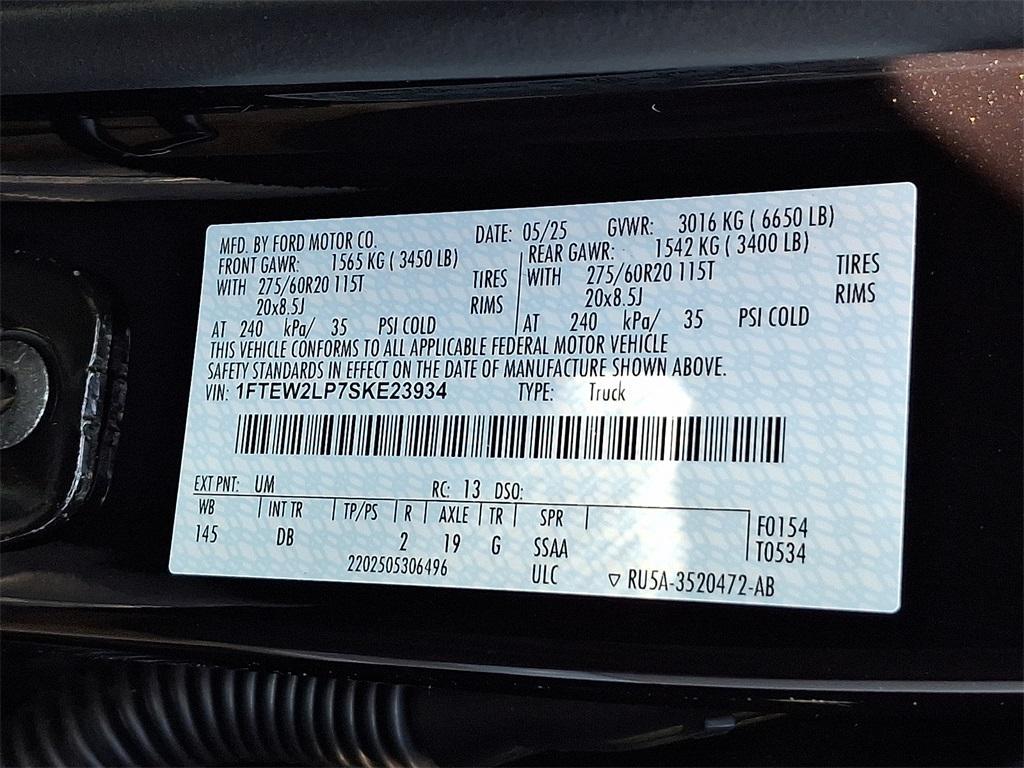 MFD. BY FORD MOTOR CO. DATE: 05/25 GVWR: 3016 KG ( 6650 LB)
FRONT GAWR: 1565 KG ( 3450 LB) REAR GAWR: 1542 KG ( 3400 LB)
WITH 275/60R20 115T TIRES WITH 275/60R20 115T TIRES
20x8.5J RIMS 20x8.5J RIMS
AT 240 kPa/ 35 PSI COLD AT 240 kPa/ 35 PSI COLD
THIS VEHICLE CONFORMS TO ALL APPLICABLE FEDERAL MOTOR VEHICLE
SAFETY STANDARDS IN EFFECT ON THE DATE OF MANUFACTURE SHOWN ABOVE.
VIN: 1FTEW2LP7SKE23934 TYPE: Truck
EXT PNT: UM RC: 13 DSO:
WB INT TR TP/PS R AXLE TR SPR F0154
145 DB 2 19 G SSAA T0534
2202505306496 ULC ▽ RU5A-3520472-AB